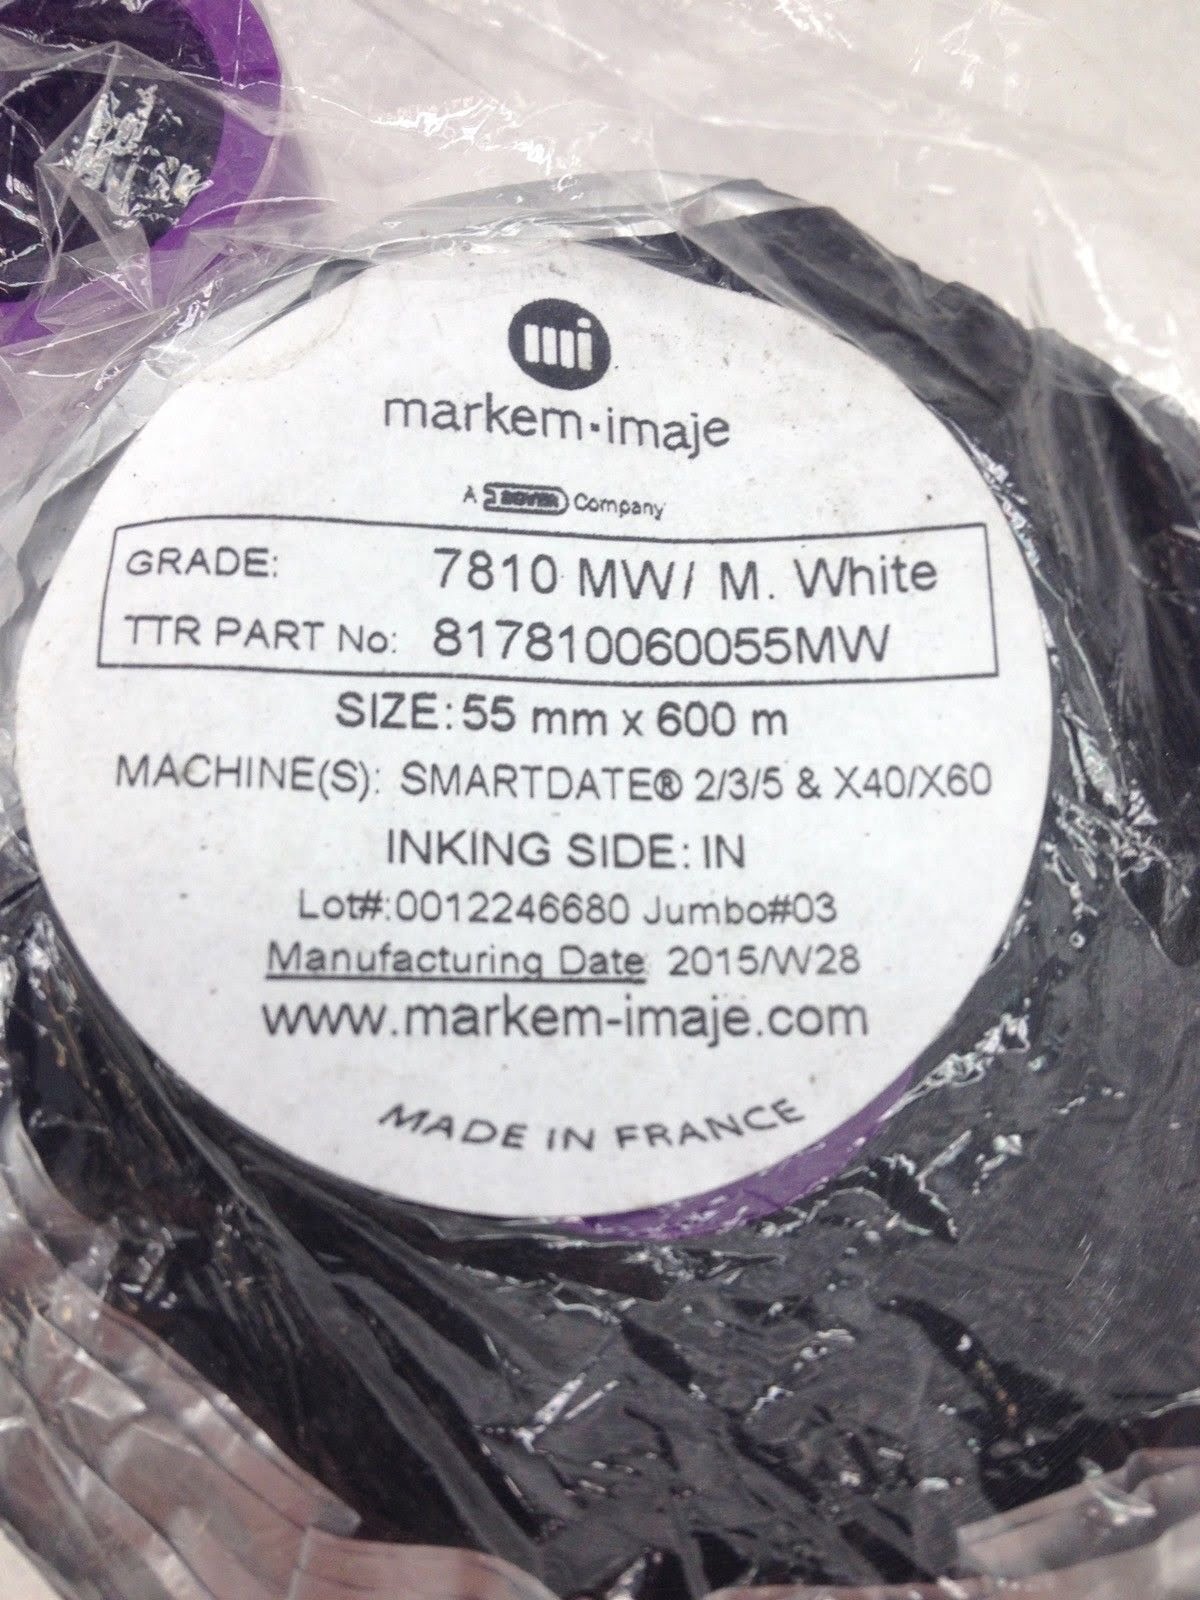 mi
markem·imaje
A DOVER Company
GRADE: 7810 MW/ M. White
TTR PART No: 817810060055MW
SIZE: 55 mm x 600 m
MACHINE(S): SMARTDATE® 2/3/5 & X40/X60
INKING SIDE: IN
Lot#:0012246680 Jumbo#03
Manufacturing Date 2015/W28
www.markem-imaje.com
MADE IN FRANCE